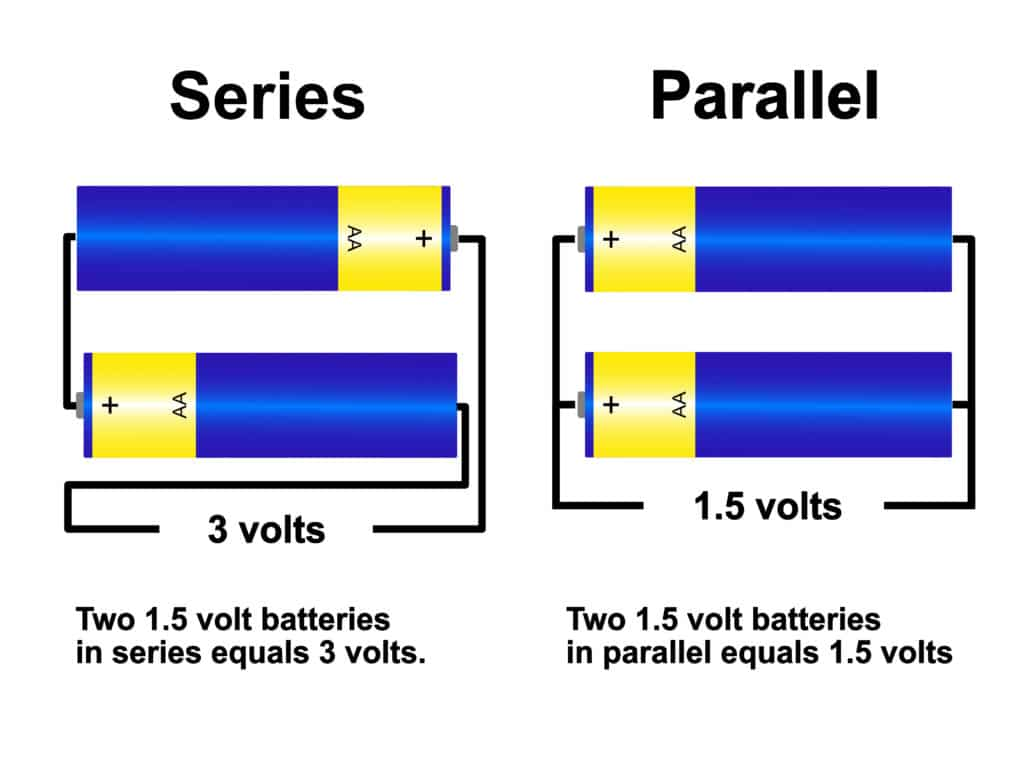 Series
Parallel
AA +
+ AA
+ AA
+ AA
3 volts
1.5 volts
Two 1.5 volt batteries
in series equals 3 volts.
Two 1.5 volt batteries
in parallel equals 1.5 volts